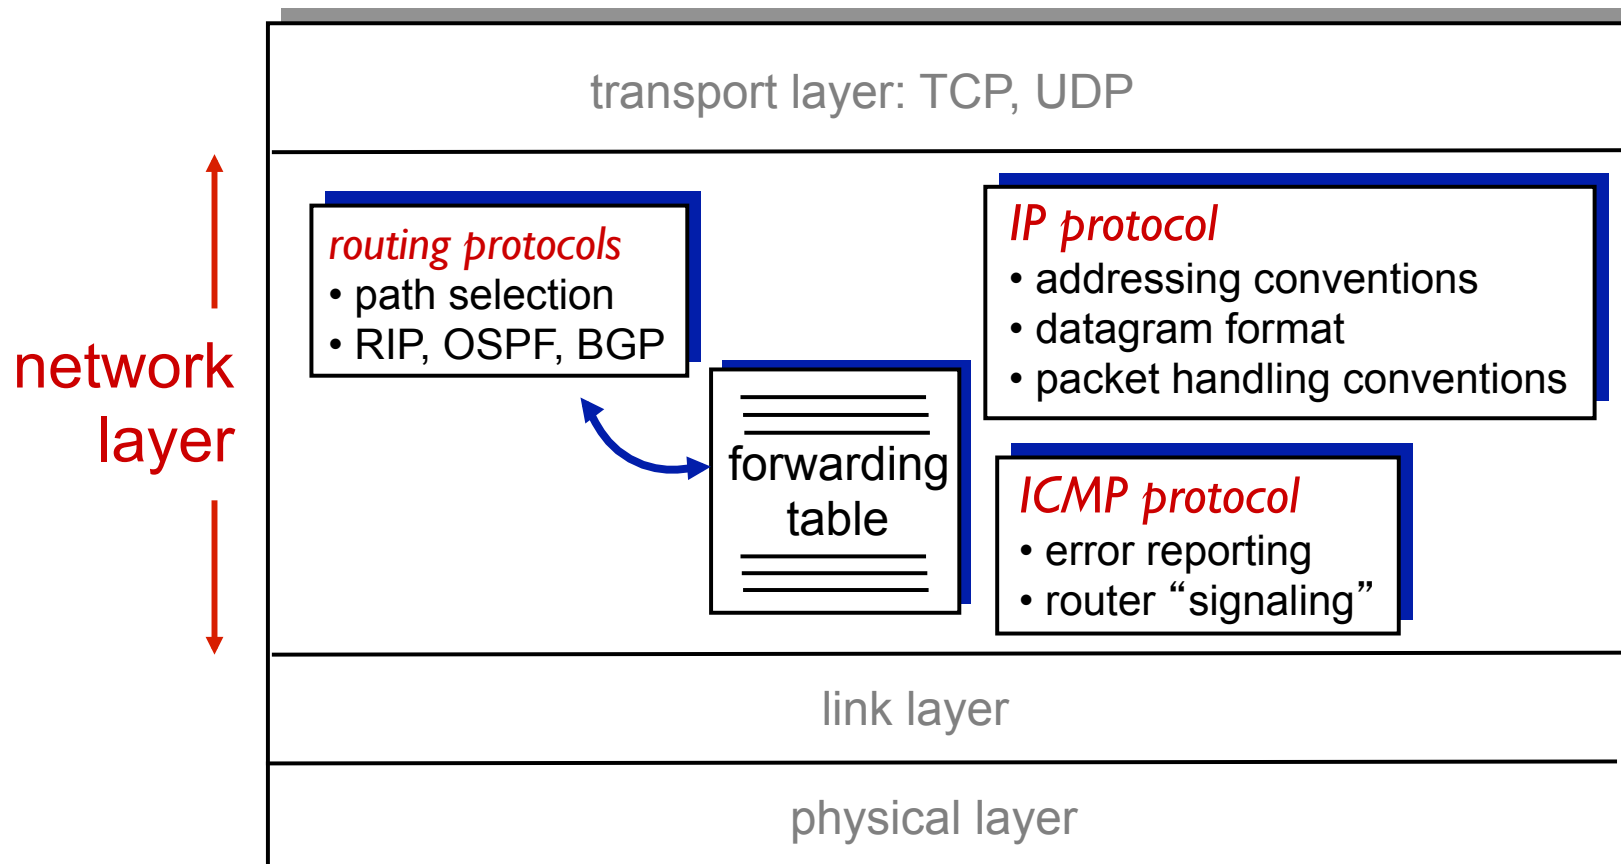 transport layer: TCP, UDP
network
layer
routing protocols
• path selection
• RIP, OSPF, BGP
forwarding
table
IP protocol
• addressing conventions
• datagram format
• packet handling conventions
ICMP protocol
• error reporting
• router “signaling”
link layer
physical layer